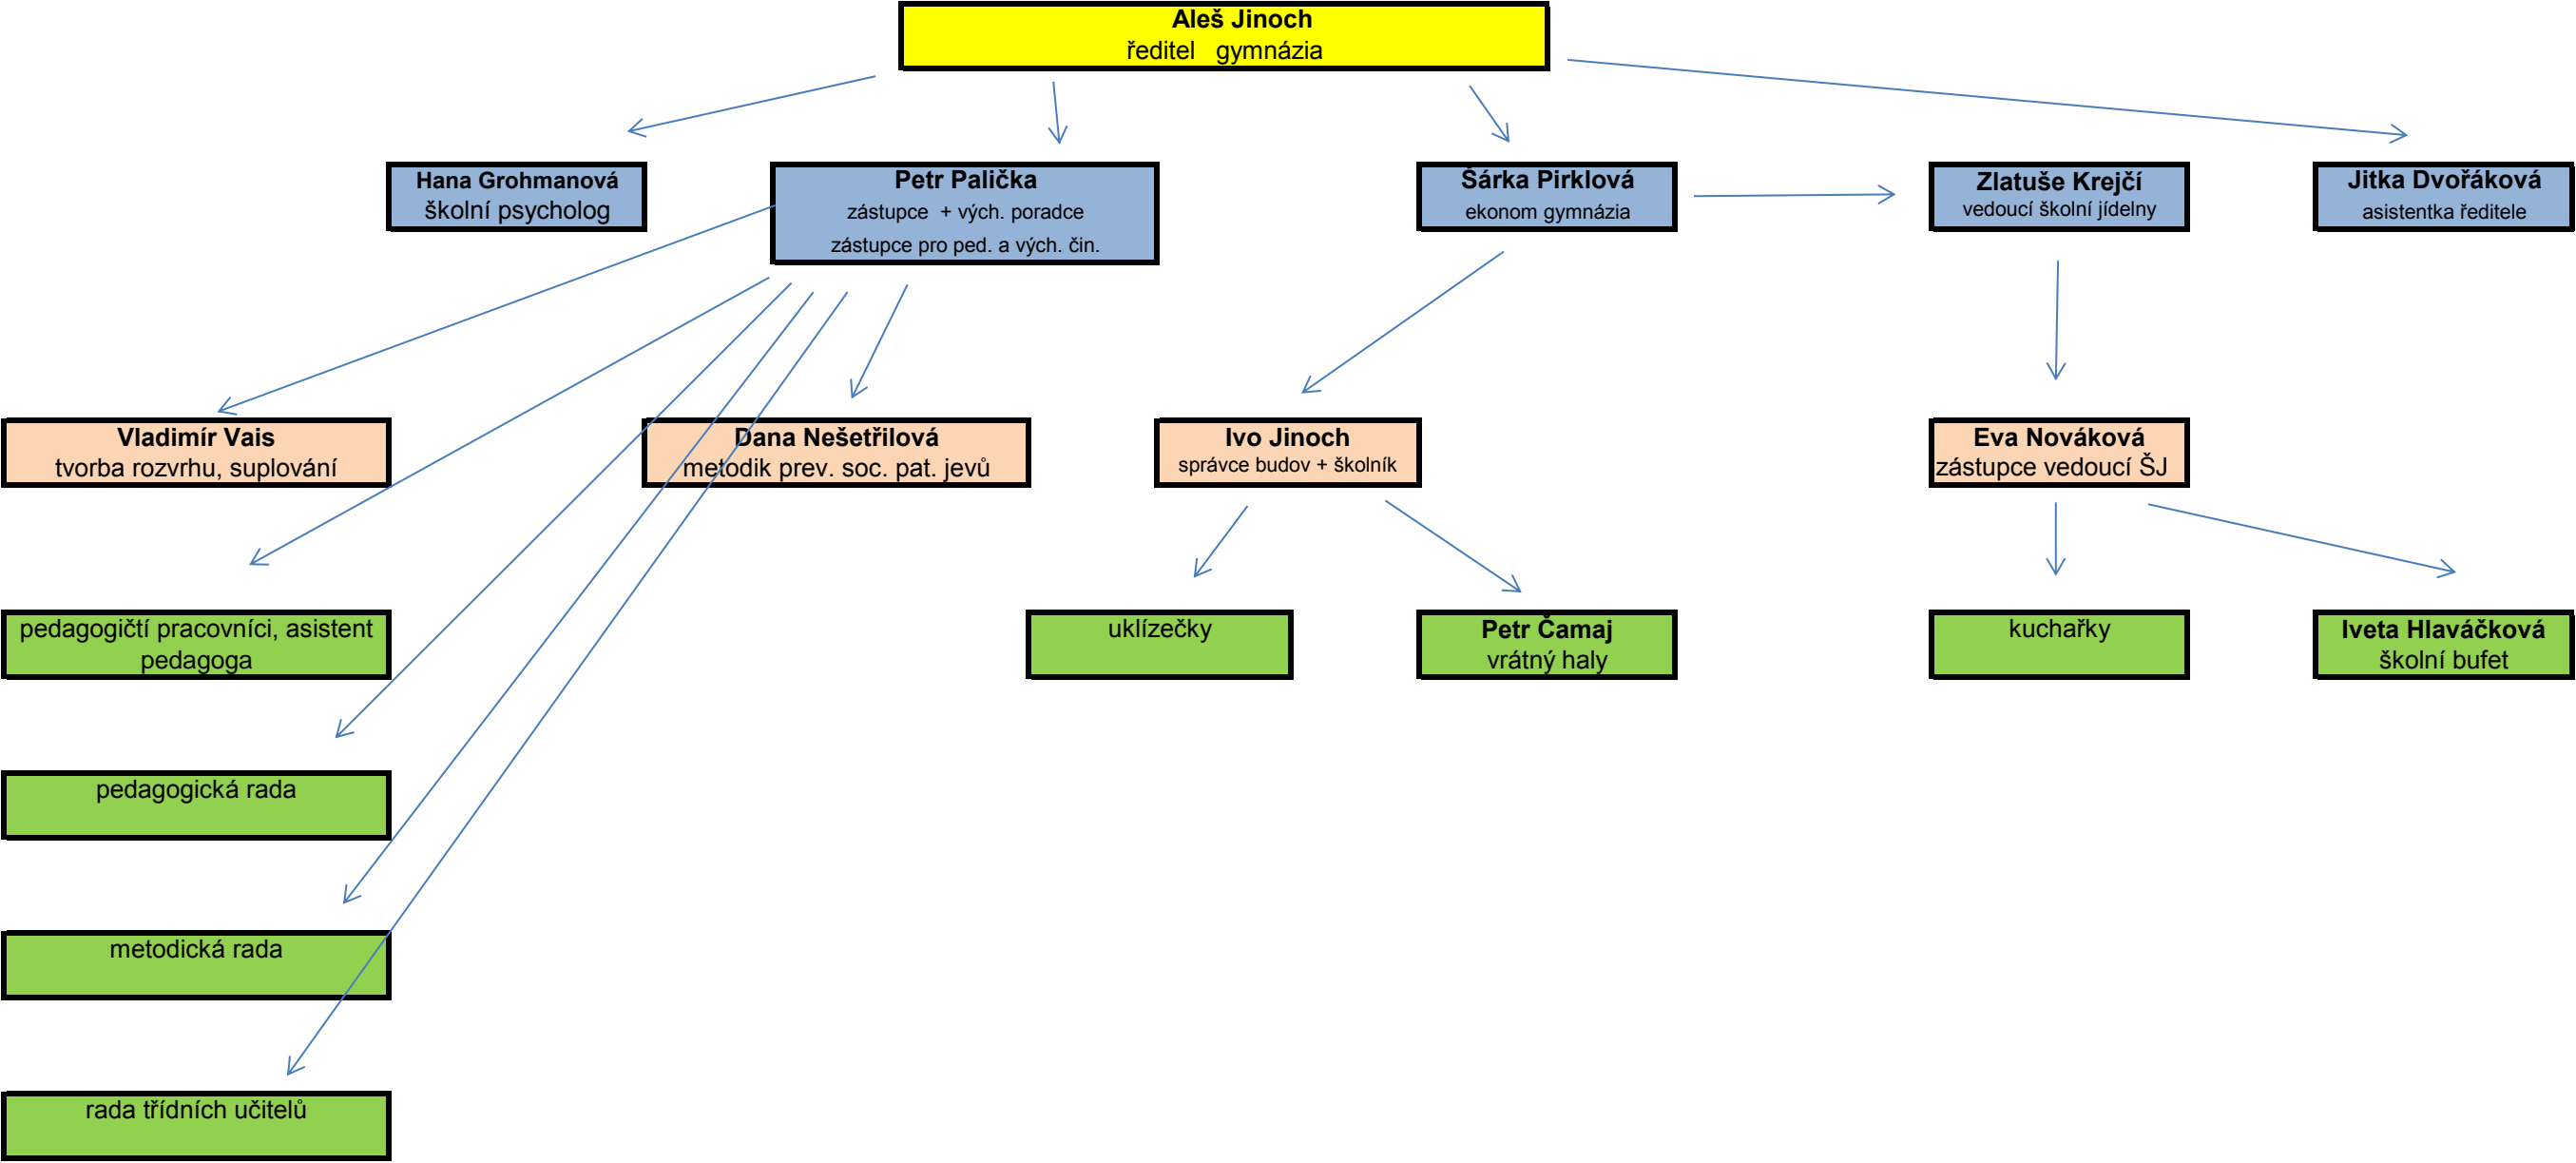 Aleš Jinoch
ředitel gymnázia
Hana Grohmanová
školní psycholog
Petr Palička
zástupce + vých. poradce
zástupce pro ped. a vých. čin.
Šárka Pirklová
ekonom gymnázia
Zlatuše Krejčí
vedoucí školní jídelny
Jitka Dvořáková
asistentka ředitele
Vladimír Vais
tvorba rozvrhu, suplování
Dana Nešetřilová
metodik prev. soc. pat. jevů
Ivo Jinoch
správce budov + školník
Eva Nováková
zástupce vedoucí ŠJ
pedagogičtí pracovníci, asistent
pedagoga
uklízečky
Petr Čamaj
vrátný haly
kuchařky
Iveta Hlaváčková
školní bufet
pedagogická rada
metodická rada
rada třídních učitelů